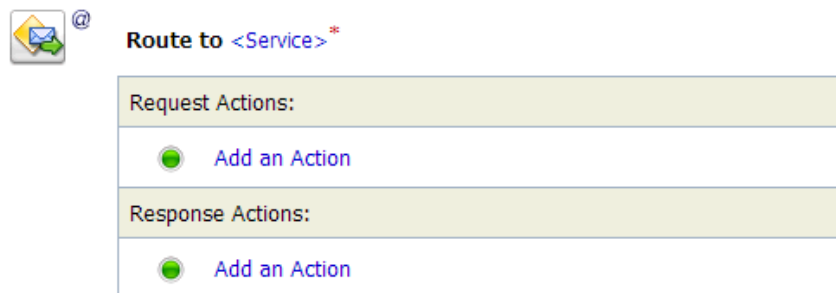 @
Route to <Service>*
Request Actions:
Add an Action
Response Actions:
Add an Action